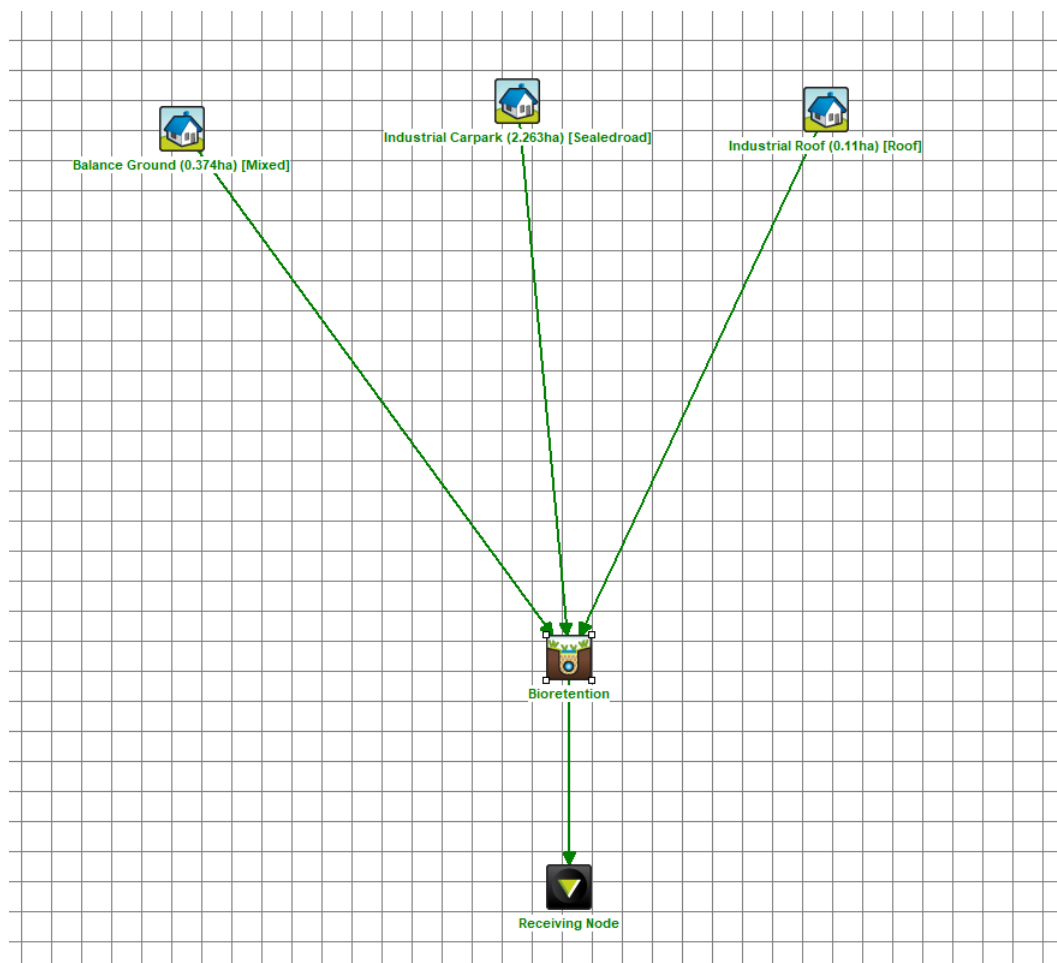 Balance Ground (0.374ha) [Mixed]
Industrial Carpark (2.263ha) [Sealedroad]
Industrial Roof (0.11ha) [Roof]
Bioretention
Receiving Node